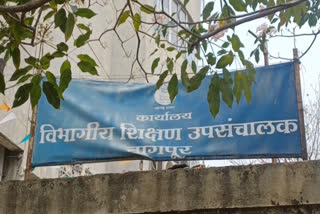 कार्यालय
विभागीय शिक्षण उपसंचालक
नागपूर